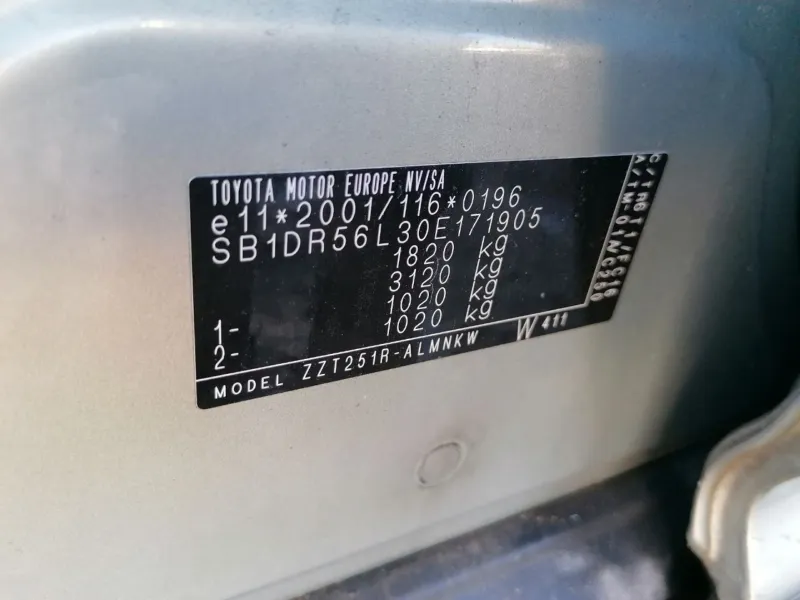 TOYOTA MOTOR EUROPE NV/SA
e11*2001/116*0196
SB1DR56L30E171905
1820 kg
3120 kg
1- 1020 kg
2- 1020 kg
MODEL ZZT251R-ALMNKW W 411